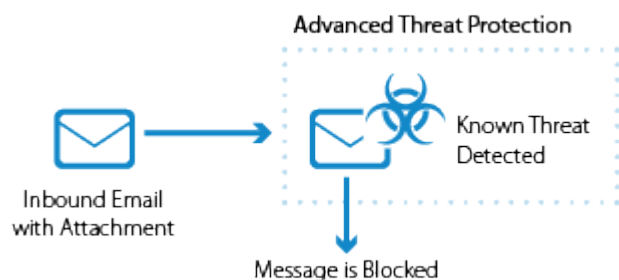 Advanced Threat Protection
Known Threat
Detected
Inbound Email
with Attachment
Message is Blocked